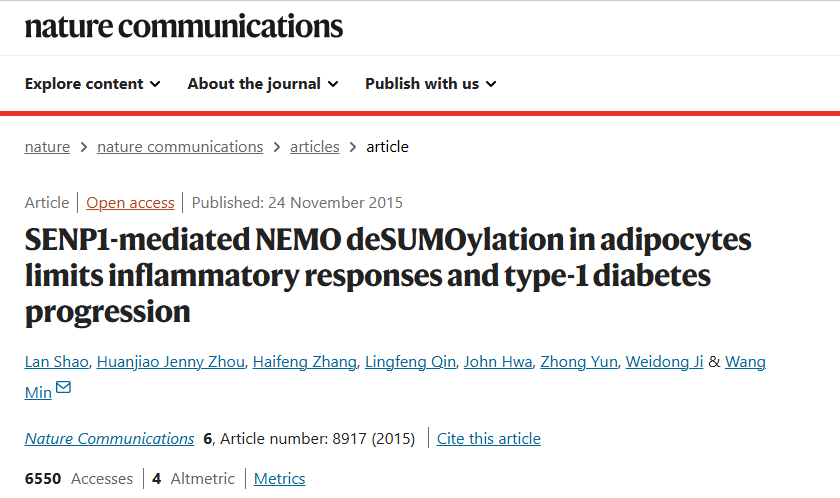 nature communications
Explore content About the journal Publish with us
nature > nature communications > articles > article
Article | Open access | Published: 24 November 2015
SENP1-mediated NEMO deSUMOylation in adipocytes
limits inflammatory responses and type-1 diabetes
progression
Lan Shao, Huanjiao Jenny Zhou, Haifeng Zhang, Lingfeng Qin, John Hwa, Zhong Yun, Weidong Ji & Wang
Min
Nature Communications 6, Article number: 8917 (2015) | Cite this article
6550 Accesses | 4 Altmetric | Metrics